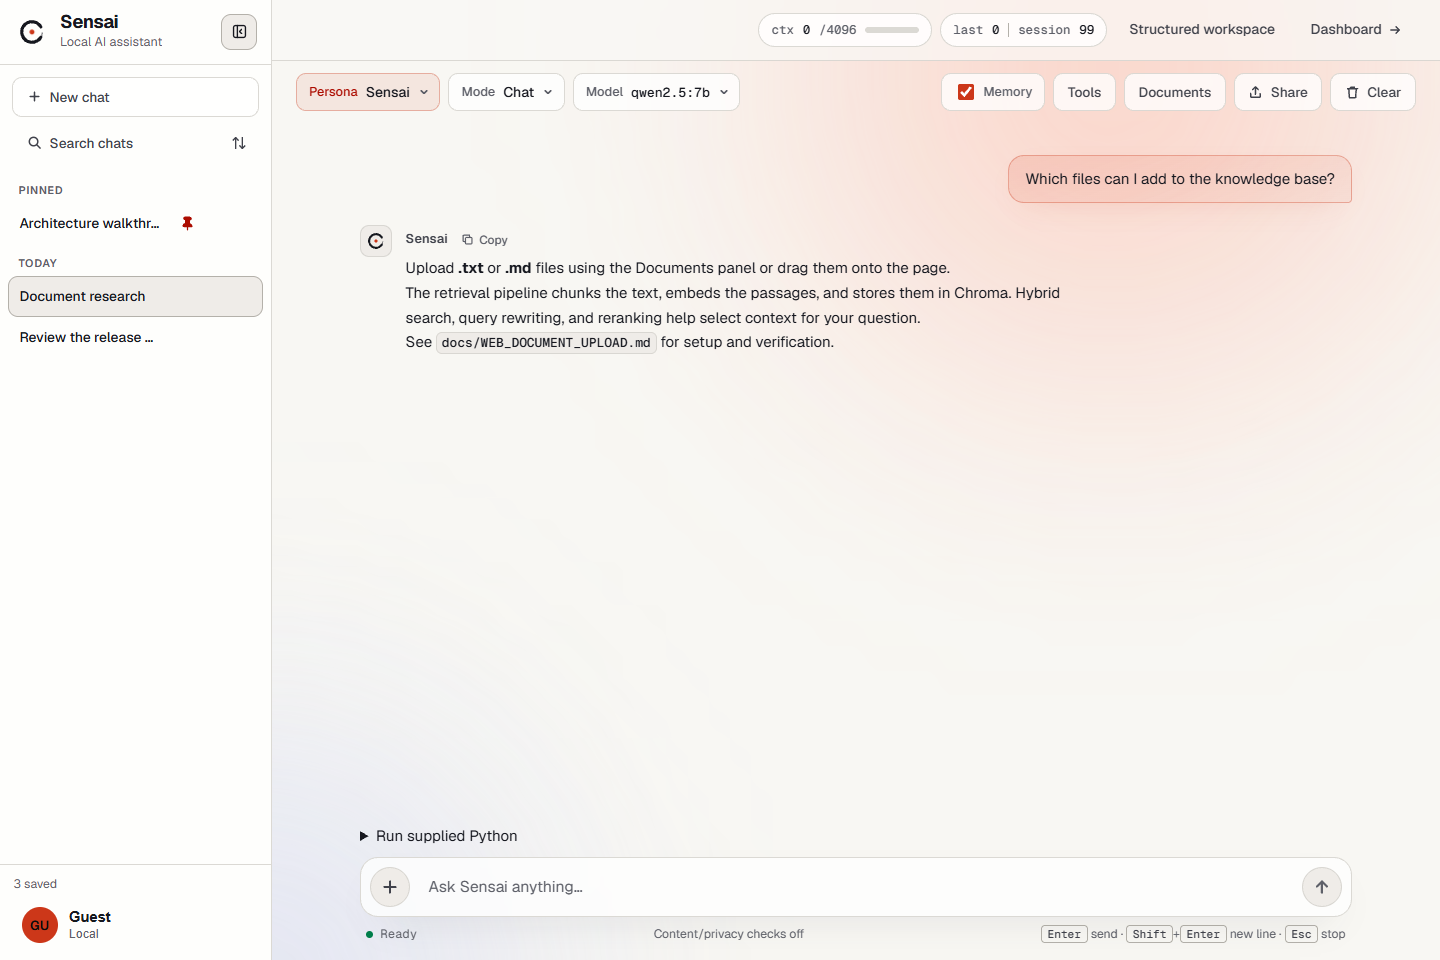 Sensai
Local AI assistant
New chat
Search chats
PINNED
Architecture walkthr...
TODAY
Document research
Review the release ...
3 saved
GU
Guest
Local
ctx 0 /4096
last 0 | session 99
Structured workspace
Dashboard →
Persona Sensai
Mode Chat
Model qwen2.5:7b
Memory
Tools
Documents
Share
Clear
Which files can I add to the knowledge base?
Sensai Copy
Upload .txt or .md files using the Documents panel or drag them onto the page.
The retrieval pipeline chunks the text, embeds the passages, and stores them in Chroma. Hybrid
search, query rewriting, and reranking help select context for your question.
See docs/WEB_DOCUMENT_UPLOAD.md for setup and verification.
Run supplied Python
Ask Sensai anything...
Ready
Content/privacy checks off
Enter send · Shift+Enter new line · Esc stop